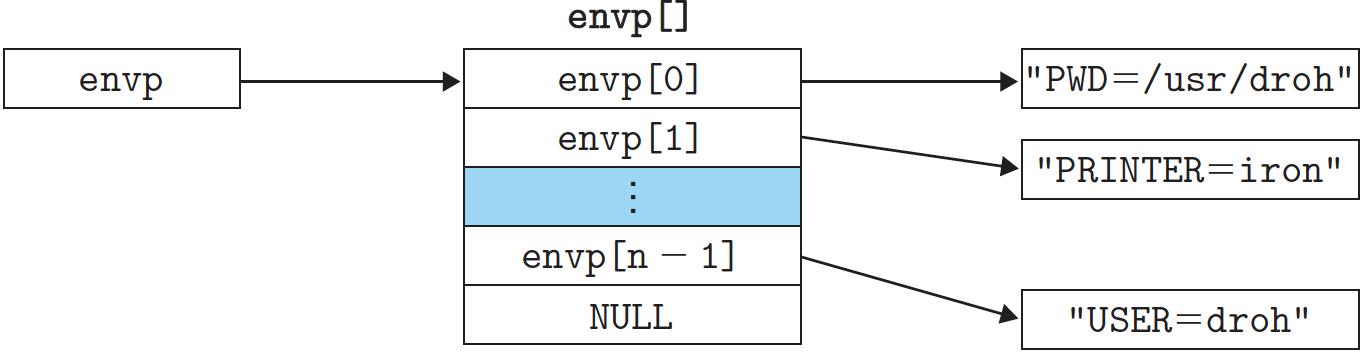 envp[]
envp
envp[0]
"PWD=/usr/droh"
envp[1]
"PRINTER=iron"
⋮
envp[n − 1]
"USER=droh"
NULL